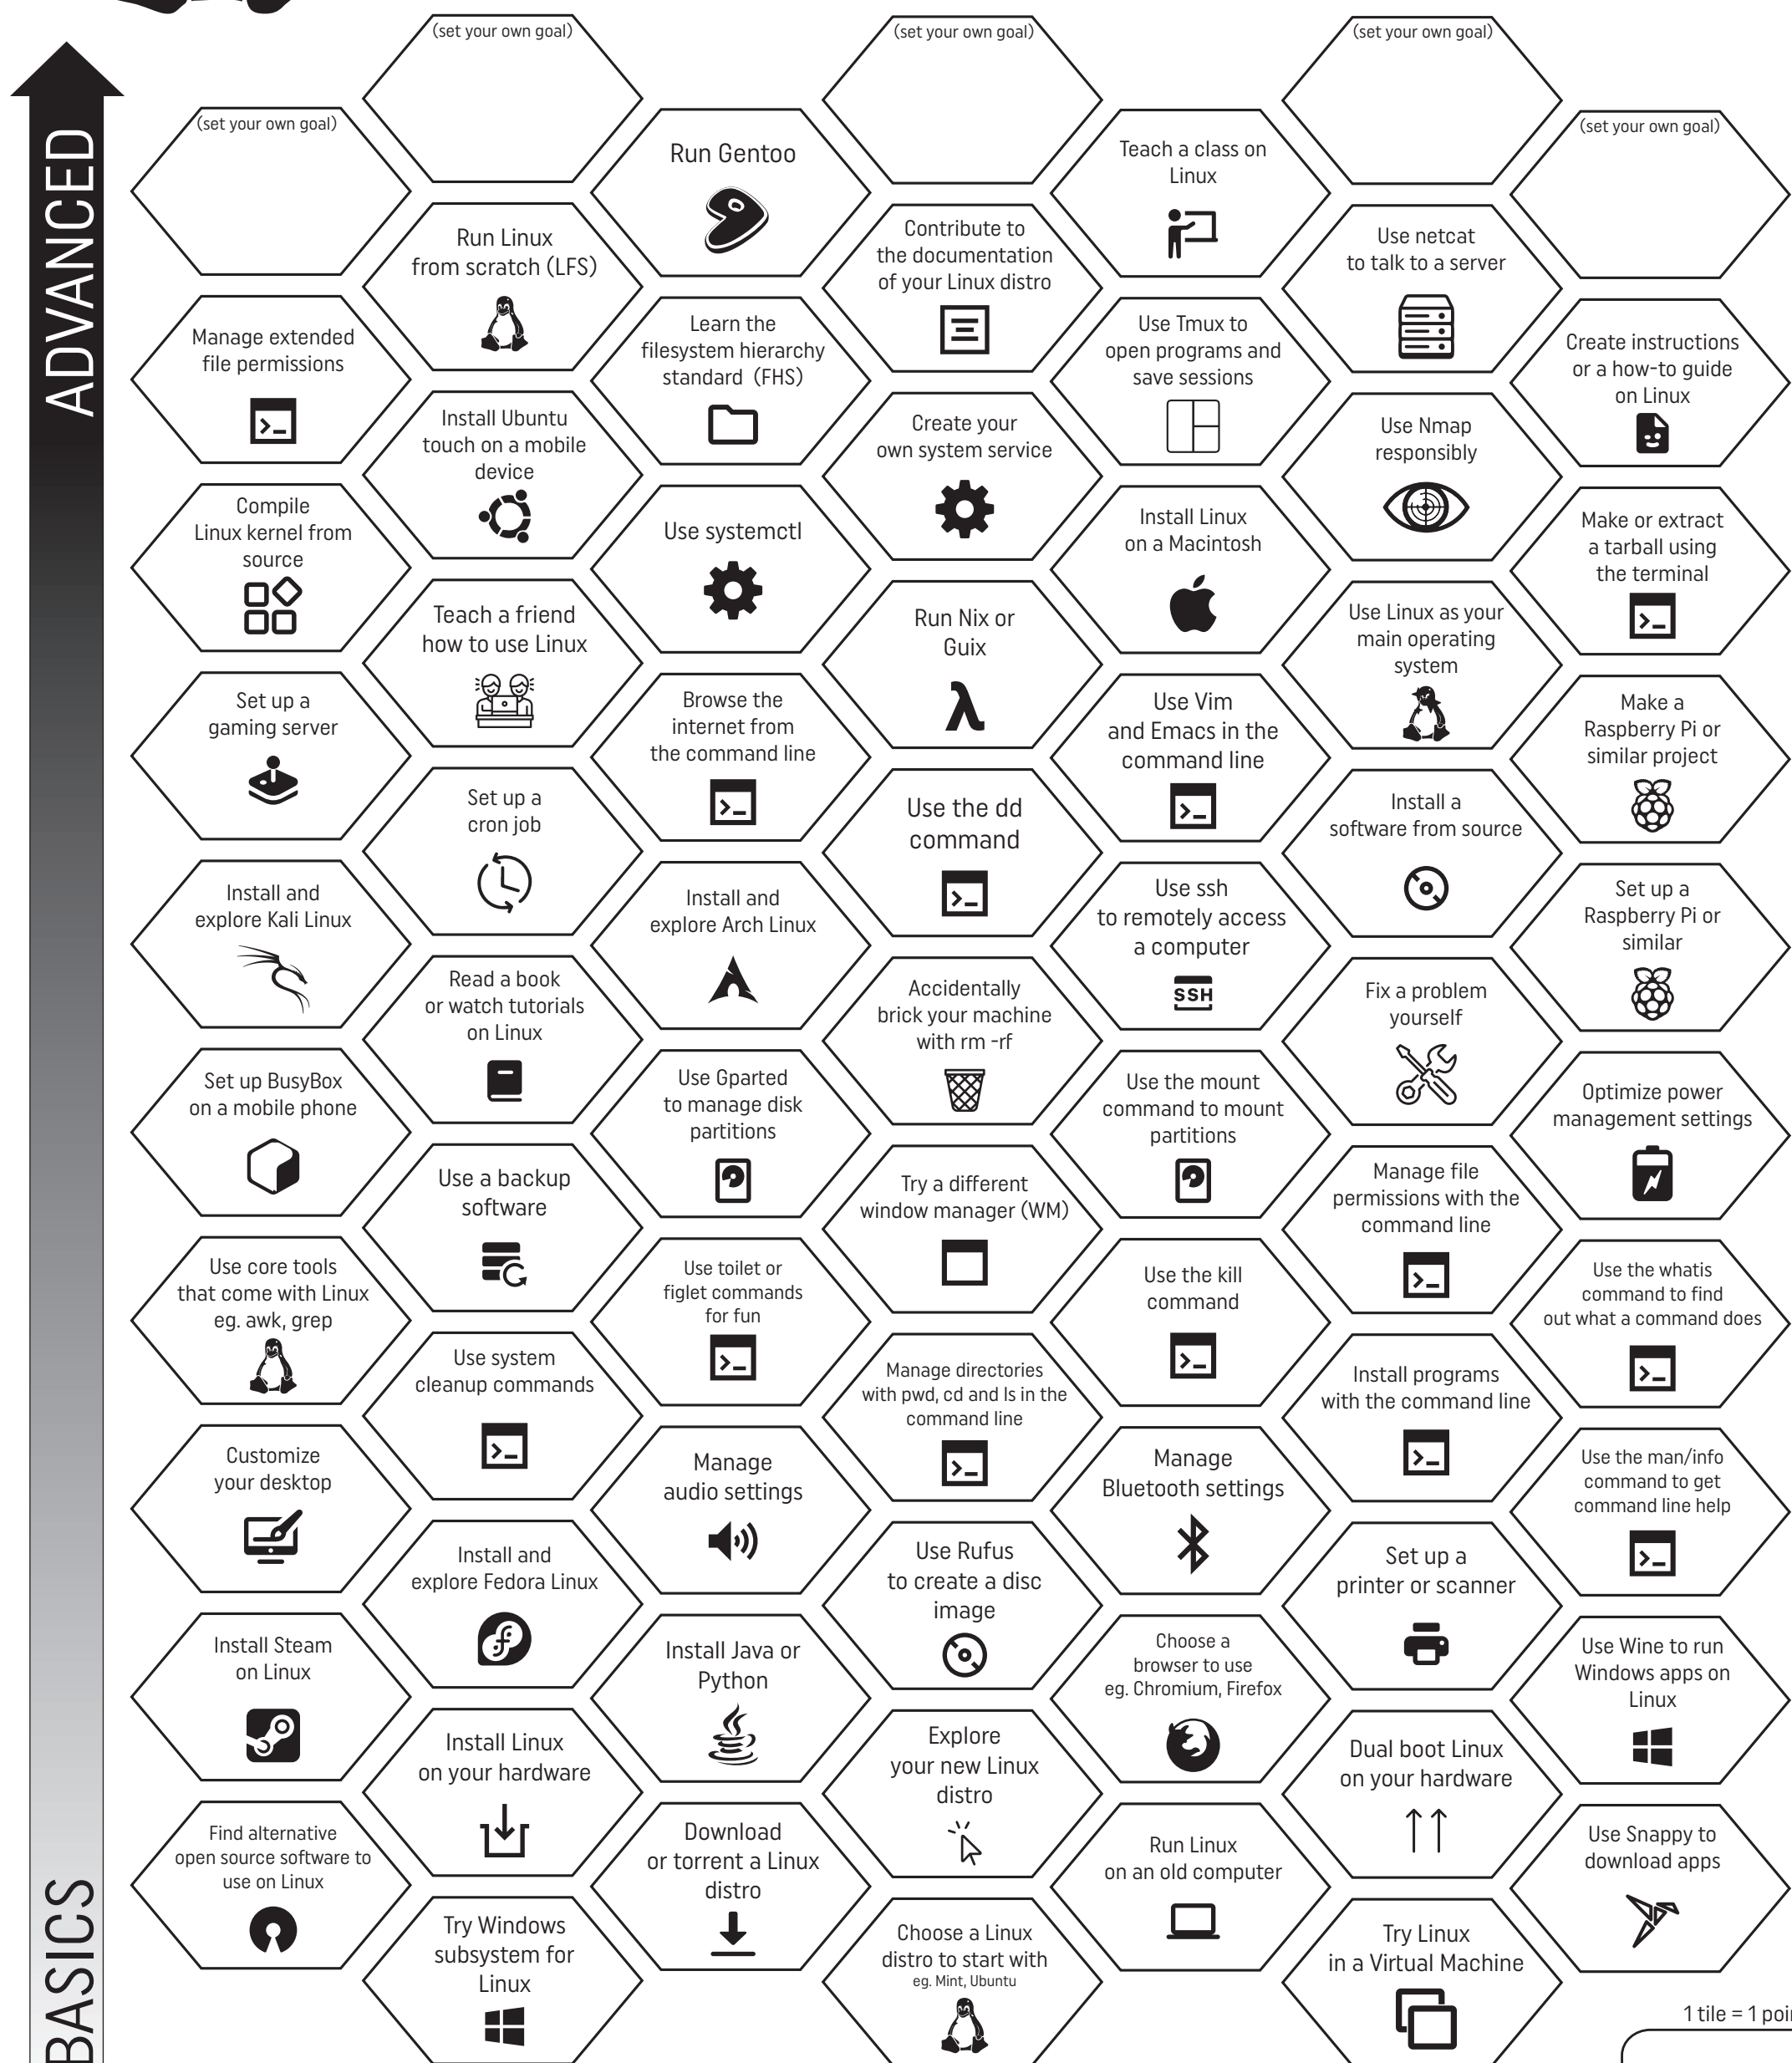 (set your own goal)
(set your own goal)
(set your own goal)
ADVANCED
(set your own goal)
Run Gentoo
Teach a class on
Linux
(set your own goal)
Run Linux
from scratch (LFS)
Contribute to
the documentation
of your Linux distro
Use netcat
to talk to a server
Manage extended
file permissions
Learn the
filesystem hierarchy
standard (FHS)
Use Tmux to
open programs and
save sessions
Create instructions
or a how-to guide
on Linux
Install Ubuntu
touch on a mobile
device
Create your
own system service
Use Nmap
responsibly
Compile
Linux kernel from
source
Use systemctl
Install Linux
on a Macintosh
Make or extract
a tarball using
the terminal
Teach a friend
how to use Linux
Run Nix or
Guix
Use Linux as your
main operating
system
Set up a
gaming server
Browse the
internet from
the command line
Use Vim
and Emacs in the
command line
Make a
Raspberry Pi or
similar project
Set up a
cron job
Use the dd
command
Install a
software from source
Install and
explore Kali Linux
Install and
explore Arch Linux
Use ssh
to remotely access
a computer
SSH
Set up a
Raspberry Pi or
similar
Read a book
or watch tutorials
on Linux
Accidentally
brick your machine
with rm -rf
Fix a problem
yourself
Set up BusyBox
on a mobile phone
Use Gparted
to manage disk
partitions
Use the mount
command to mount
partitions
Optimize power
management settings
Use a backup
software
Try a different
window manager (WM)
Manage file
permissions with the
command line
Use core tools
that come with Linux
eg. awk, grep
Use toilet or
figlet commands
for fun
Use the kill
command
Use the whatis
command to find
out what a command does
Use system
cleanup commands
Manage directories
with pwd, cd and ls in the
command line
Install programs
with the command line
Customize
your desktop
Manage
audio settings
Manage
Bluetooth settings
Use the man/info
command to get
command line help
Install and
explore Fedora Linux
Use Rufus
to create a disc
image
Set up a
printer or scanner
Install Steam
on Linux
Install Java or
Python
Choose a
browser to use
eg. Chromium, Firefox
Use Wine to run
Windows apps on
Linux
Install Linux
on your hardware
Explore
your new Linux
distro
Dual boot Linux
on your hardware
Find alternative
open source software to
use on Linux
Download
or torrent a Linux
distro
Run Linux
on an old computer
Use Snappy to
download apps
BASICS
Try Windows
subsystem for
Linux
Choose a Linux
distro to start with
eg. Mint, Ubuntu
Try Linux
in a Virtual Machine
1 tile = 1 poin